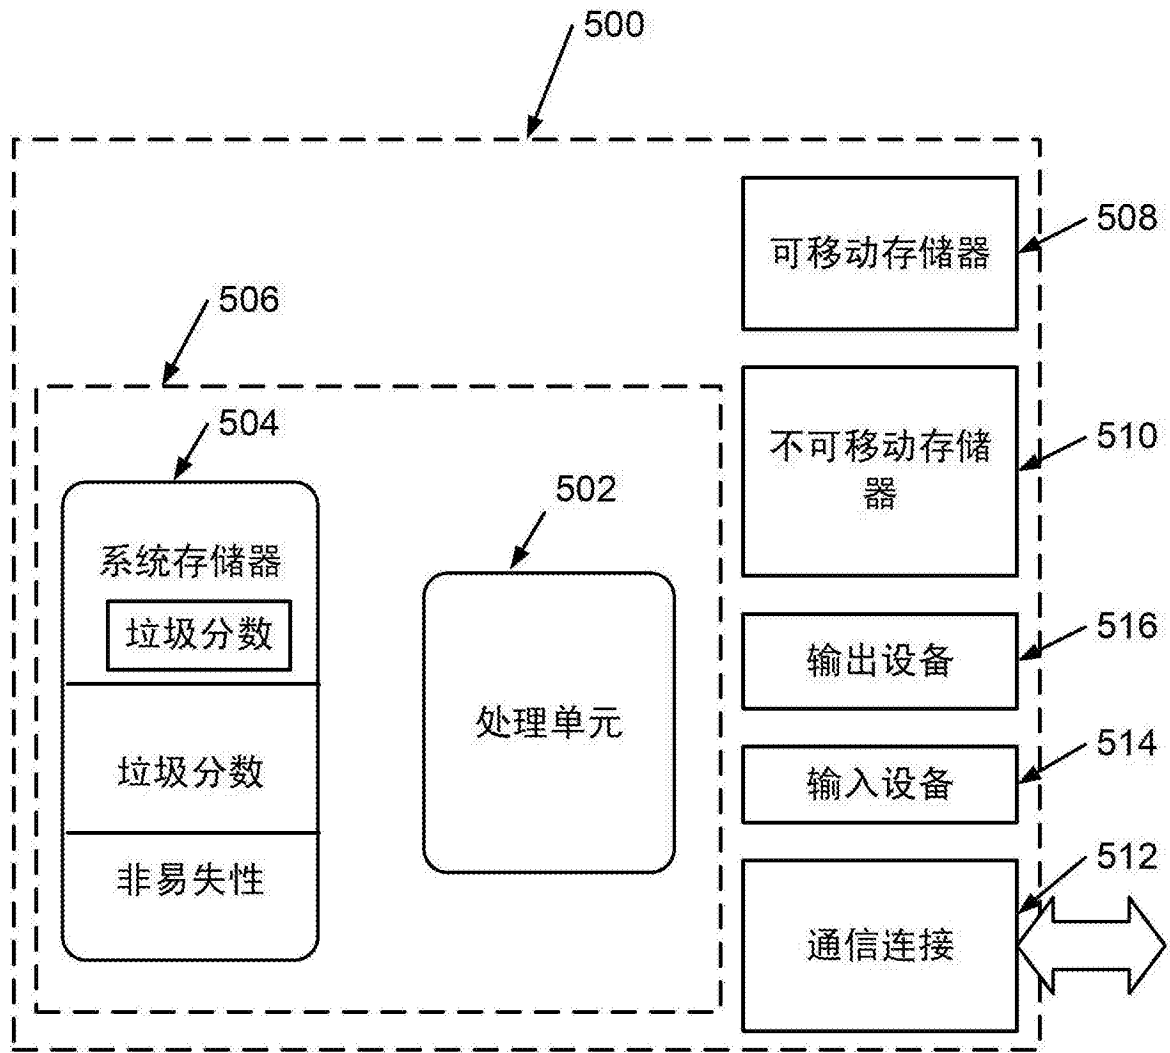 500
可移动存储器
508
506
504
不可移动存储
器
510
502
系统存储器
垃圾分数
处理单元
输出设备
516
垃圾分数
输入设备
514
非易失性
通信连接
512